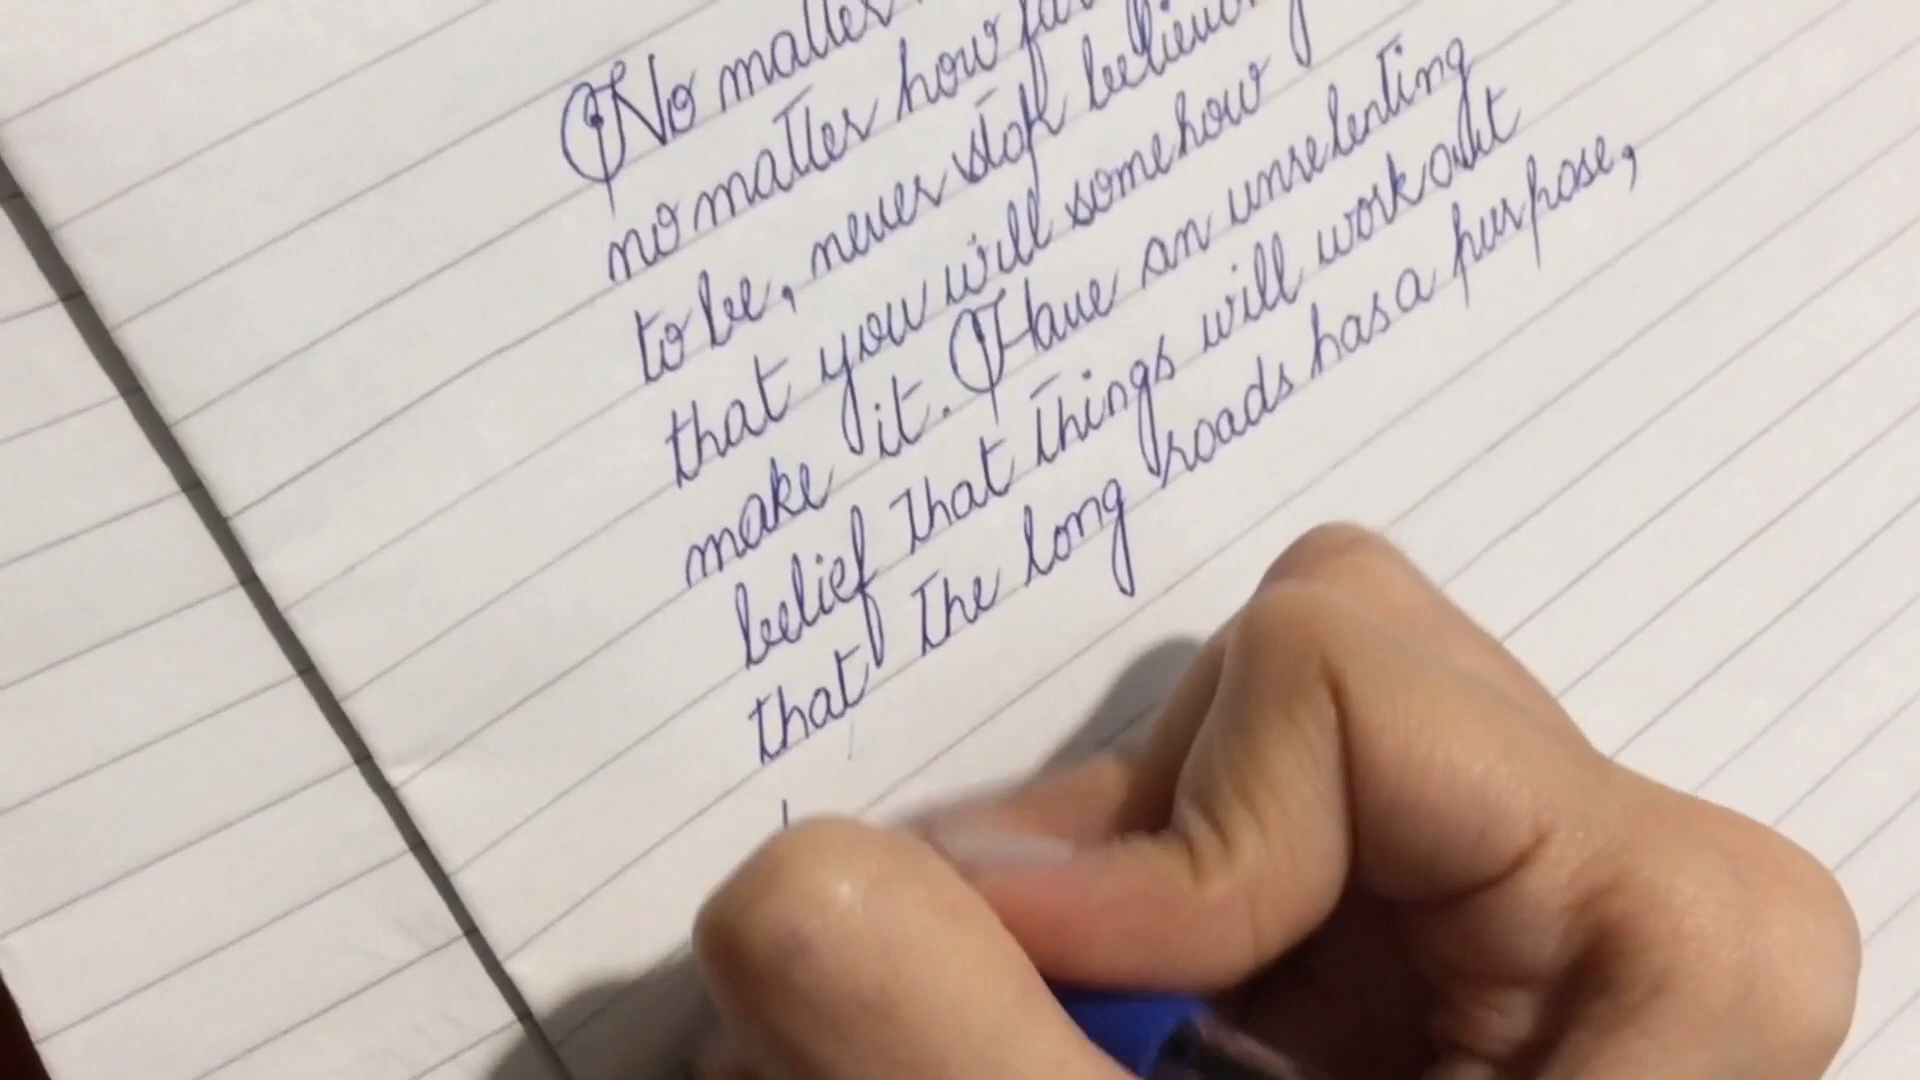 No matter
no matter how far
to be, never stop believing
that you will somehow
make it. Have an unrelenting
belief that things will work out
that the long roads has a purpose,